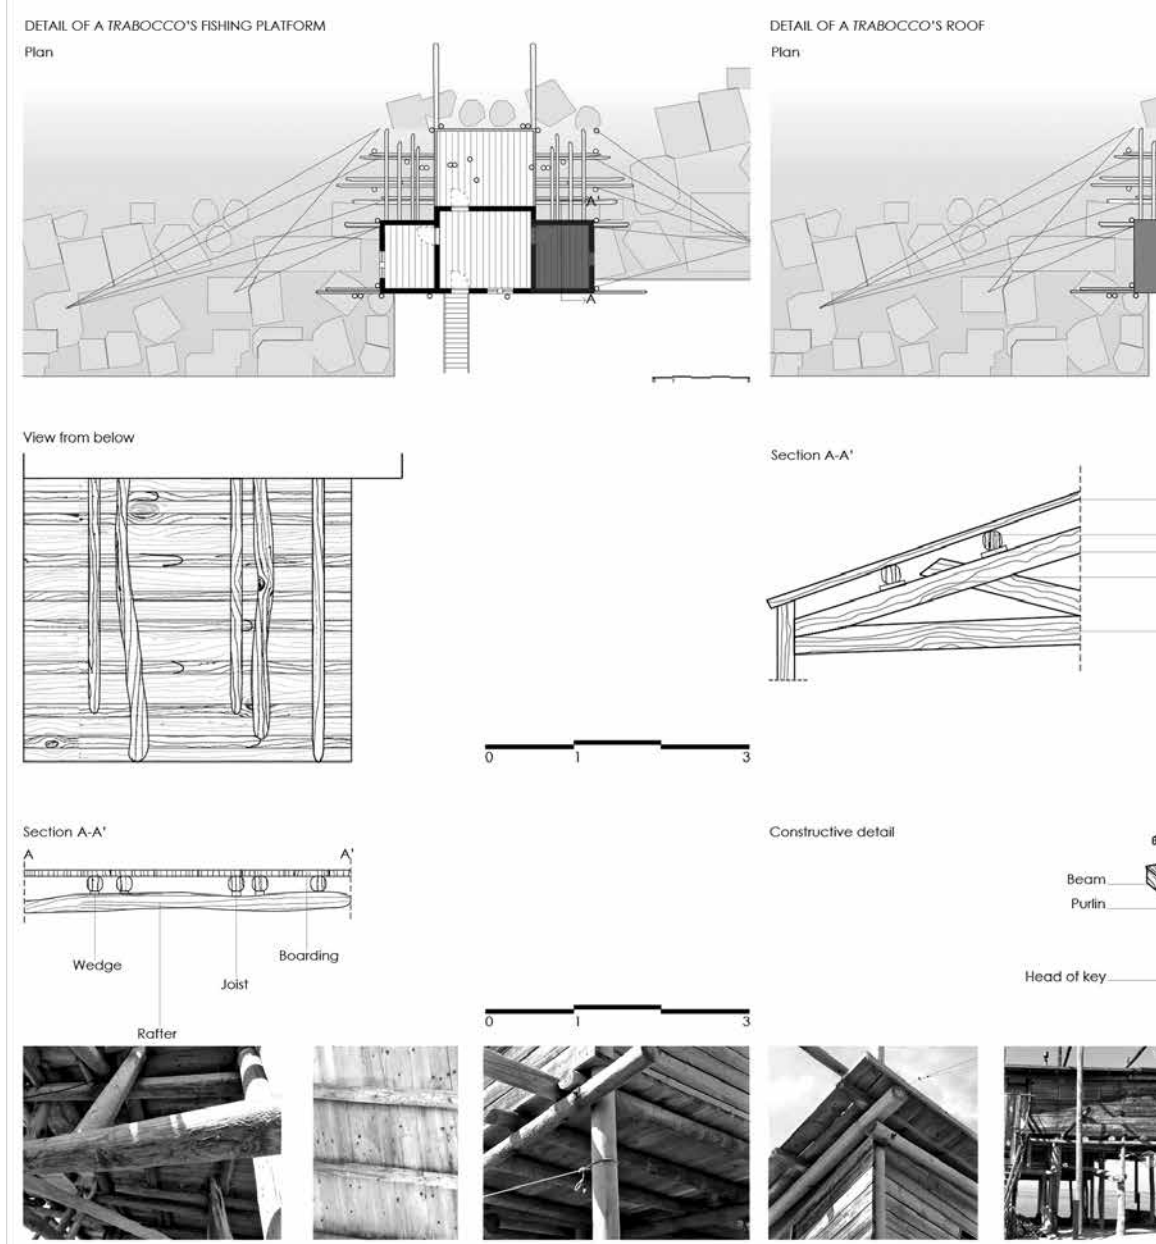 DETAIL OF A TRABOCCO'S FISHING PLATFORM
Plan
A'
A
View from below
0 1 3
Section A-A'
A A'
Wedge
Boarding
Joist
Rafter
0 1 3
DETAIL OF A TRABOCCO'S ROOF
Plan
Section A-A'
Constructive detail
Beam
Purlin
Head of key